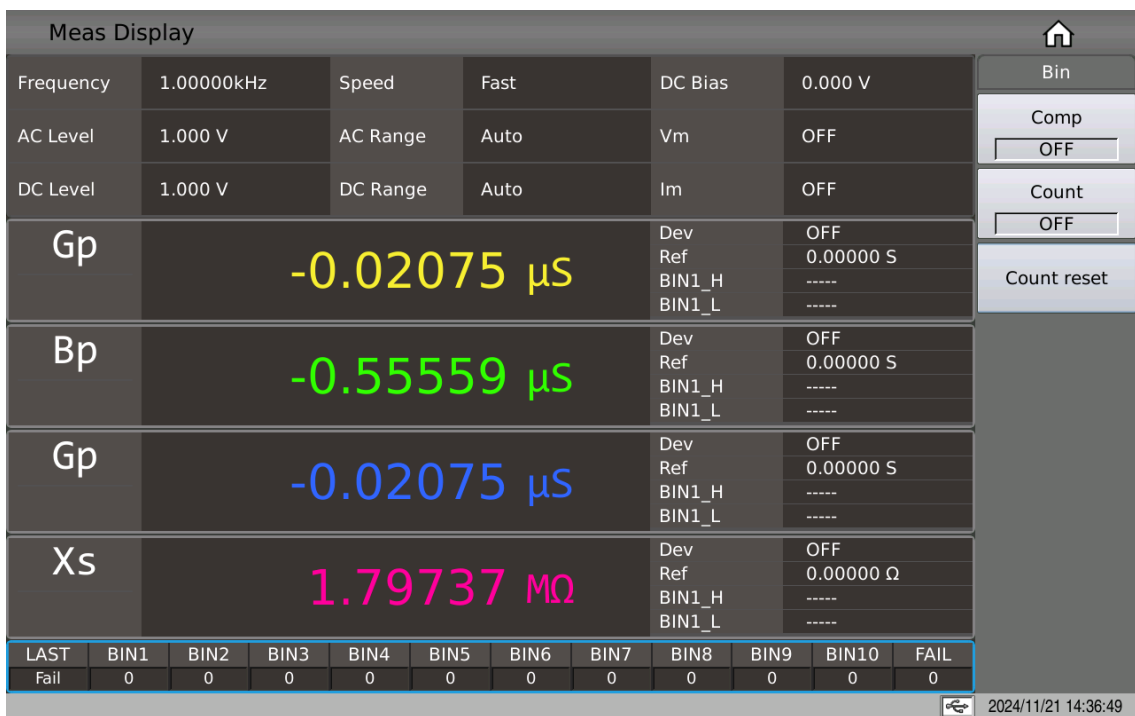 Meas Display
Frequency 1.00000kHz Speed Fast DC Bias 0.000 V
AC Level 1.000 V AC Range Auto Vm OFF
DC Level 1.000 V DC Range Auto Im OFF
Gp -0.02075 µS
Dev OFF
Ref 0.00000 S
BIN1_H -----
BIN1_L -----
Bp -0.55559 µS
Dev OFF
Ref 0.00000 S
BIN1_H -----
BIN1_L -----
Gp -0.02075 µS
Dev OFF
Ref 0.00000 S
BIN1_H -----
BIN1_L -----
Xs 1.79737 MΩ
Dev OFF
Ref 0.00000 Ω
BIN1_H -----
BIN1_L -----
LAST BIN1 BIN2 BIN3 BIN4 BIN5 BIN6 BIN7 BIN8 BIN9 BIN10 FAIL
Fail 0 0 0 0 0 0 0 0 0 0 0
Bin
Comp
OFF
Count
OFF
Count reset
2024/11/21 14:36:49